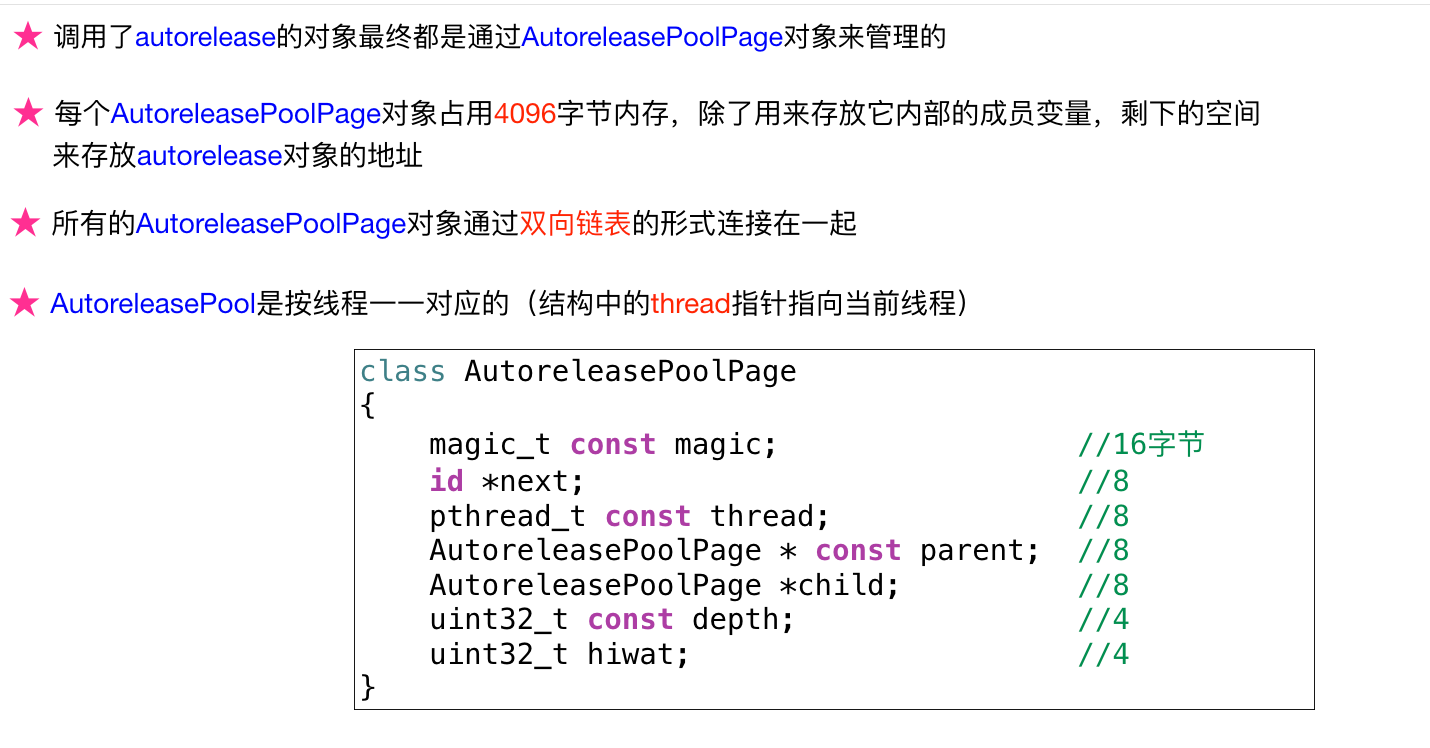 ★ 调用了autorelease的对象最终都是通过AutoreleasePoolPage对象来管理的
★ 每个AutoreleasePoolPage对象占用4096字节内存，除了用来存放它内部的成员变量，剩下的空间
来存放autorelease对象的地址
★ 所有的AutoreleasePoolPage对象通过双向链表的形式连接在一起
★ AutoreleasePool是按线程一一对应的（结构中的thread指针指向当前线程）
class AutoreleasePoolPage
{
    magic_t const magic;                 //16字节
    id *next;                            //8
    pthread_t const thread;              //8
    AutoreleasePoolPage * const parent;  //8
    AutoreleasePoolPage *child;          //8
    uint32_t const depth;                //4
    uint32_t hiwat;                      //4
}